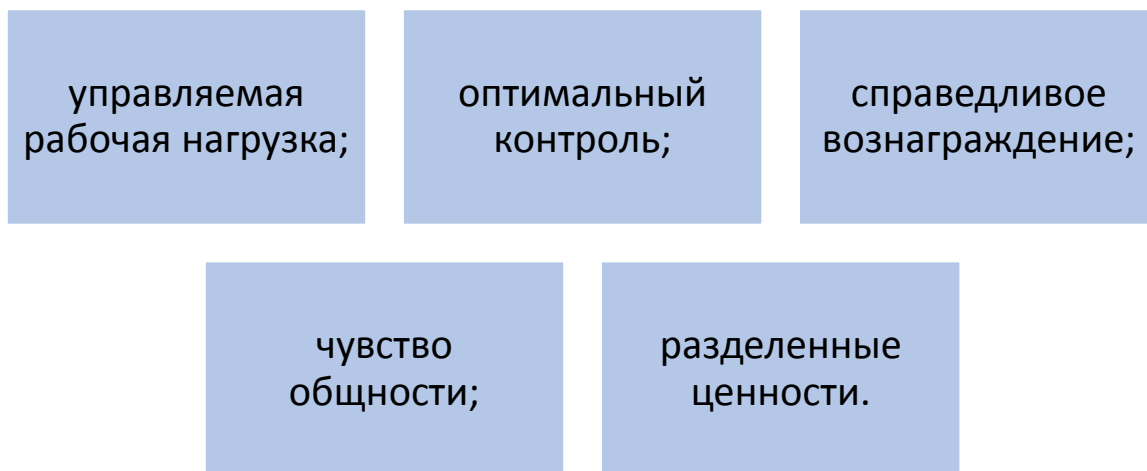 управляемая
рабочая нагрузка;
оптимальный
контроль;
справедливое
вознаграждение;
чувство
общности;
разделенные
ценности.